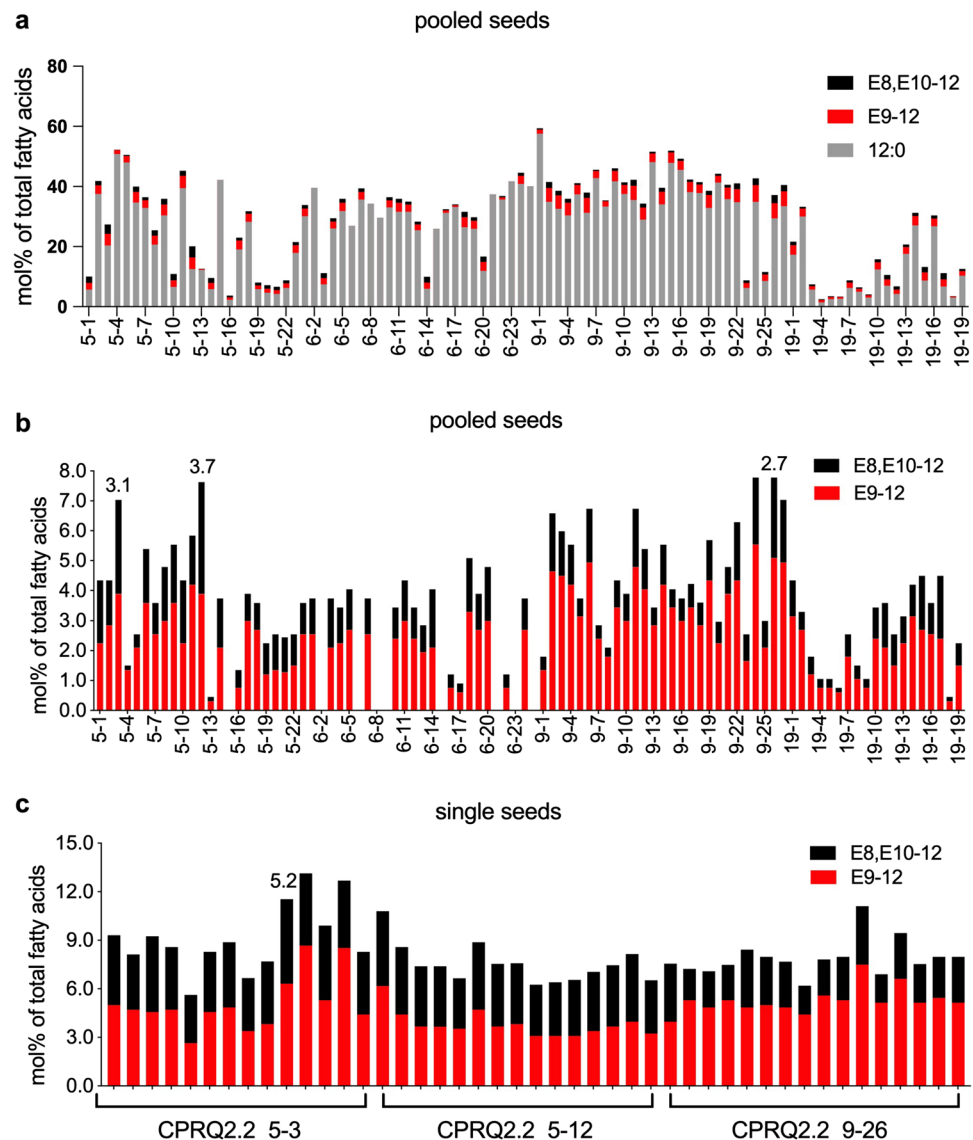 a
pooled seeds
mol% of total fatty acids
80
60
40
20
0
E8,E10-12
E9-12
12:0
5-1 5-4 5-7 5-10 5-13 5-16 5-19 5-22 6-2 6-5 6-8 6-11 6-14 6-17 6-20 6-23 9-1 9-4 9-7 9-10 9-13 9-16 9-19 9-22 9-25 19-1 19-4 19-7 19-10 19-13 19-16 19-19
b
pooled seeds
mol% of total fatty acids
8.0
7.0
6.0
5.0
4.0
3.0
2.0
1.0
0.0
3.1
3.7
2.7
E8,E10-12
E9-12
5-1 5-4 5-7 5-10 5-13 5-16 5-19 5-22 6-2 6-5 6-8 6-11 6-14 6-17 6-20 6-23 9-1 9-4 9-7 9-10 9-13 9-16 9-19 9-22 9-25 19-1 19-4 19-7 19-10 19-13 19-16 19-19
c
single seeds
mol% of total fatty acids
15.0
12.0
9.0
6.0
3.0
0.0
5.2
E8,E10-12
E9-12
CPRQ2.2 5-3 CPRQ2.2 5-12 CPRQ2.2 9-26